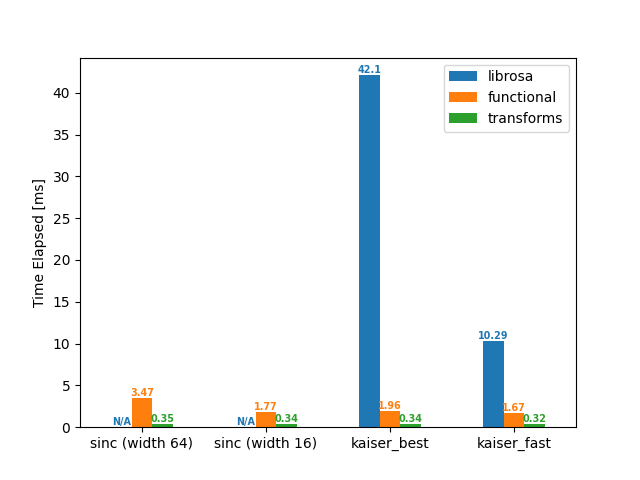 42.1
librosa
functional
transforms
40
35
30
25
20
15
10
5
0
Time Elapsed [ms]
10.29
N/A 3.47 0.35
N/A 1.77 0.34
1.96 0.34
1.67 0.32
sinc (width 64) sinc (width 16) kaiser_best kaiser_fast